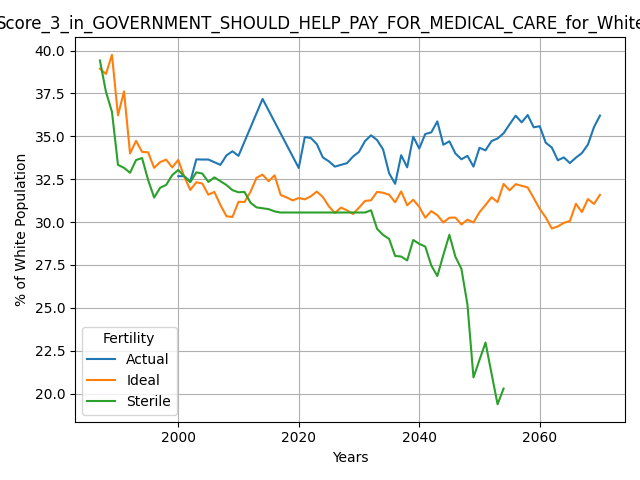 Score_3_in_GOVERNMENT_SHOULD_HELP_PAY_FOR_MEDICAL_CARE_for_White
40.0
37.5
35.0
32.5
30.0
27.5
25.0
22.5
20.0
% of White Population
Fertility
Actual
Ideal
Sterile
2000 2020 2040 2060
Years